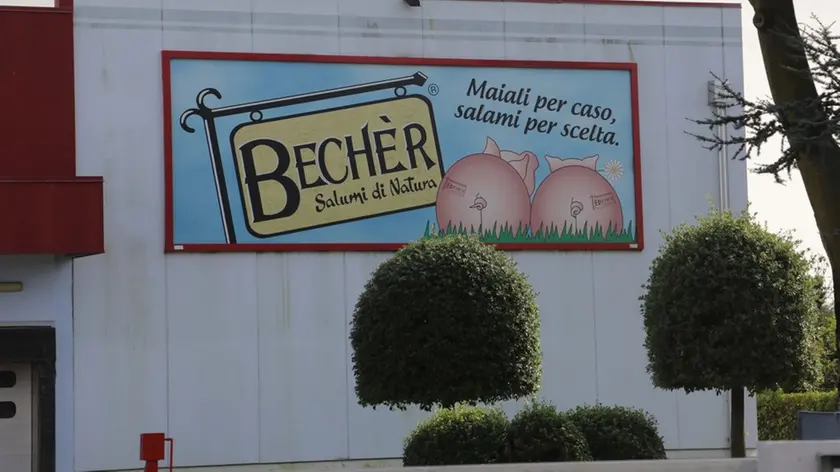 BECHÈR
®
Salumi di Natura
Maiali per caso,
salami per scelta.